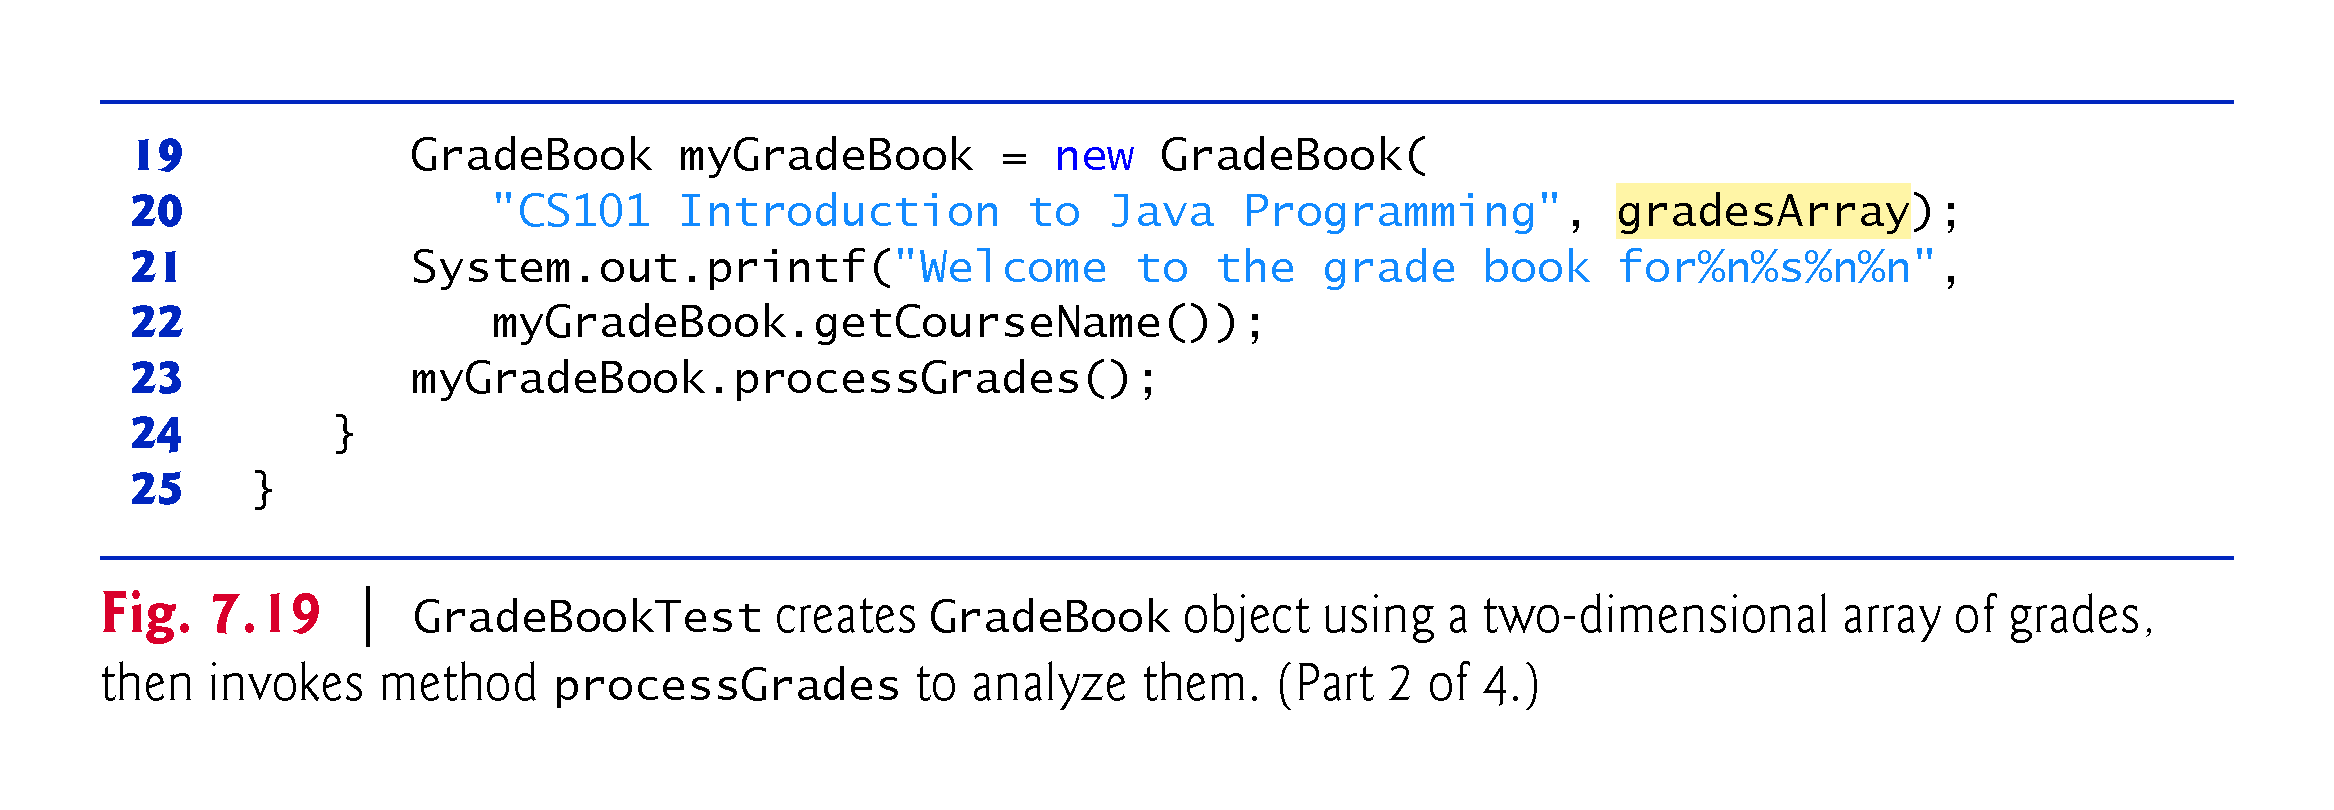 19 GradeBook myGradeBook = new GradeBook(
20 "CS101 Introduction to Java Programming", gradesArray);
21 System.out.printf("Welcome to the grade book for%n%s%n%n",
22 myGradeBook.getCourseName());
23 myGradeBook.processGrades();
24 }
25 }
Fig. 7.19 | GradeBookTest creates GradeBook object using a two-dimensional array of grades,
then invokes method processGrades to analyze them. (Part 2 of 4.)